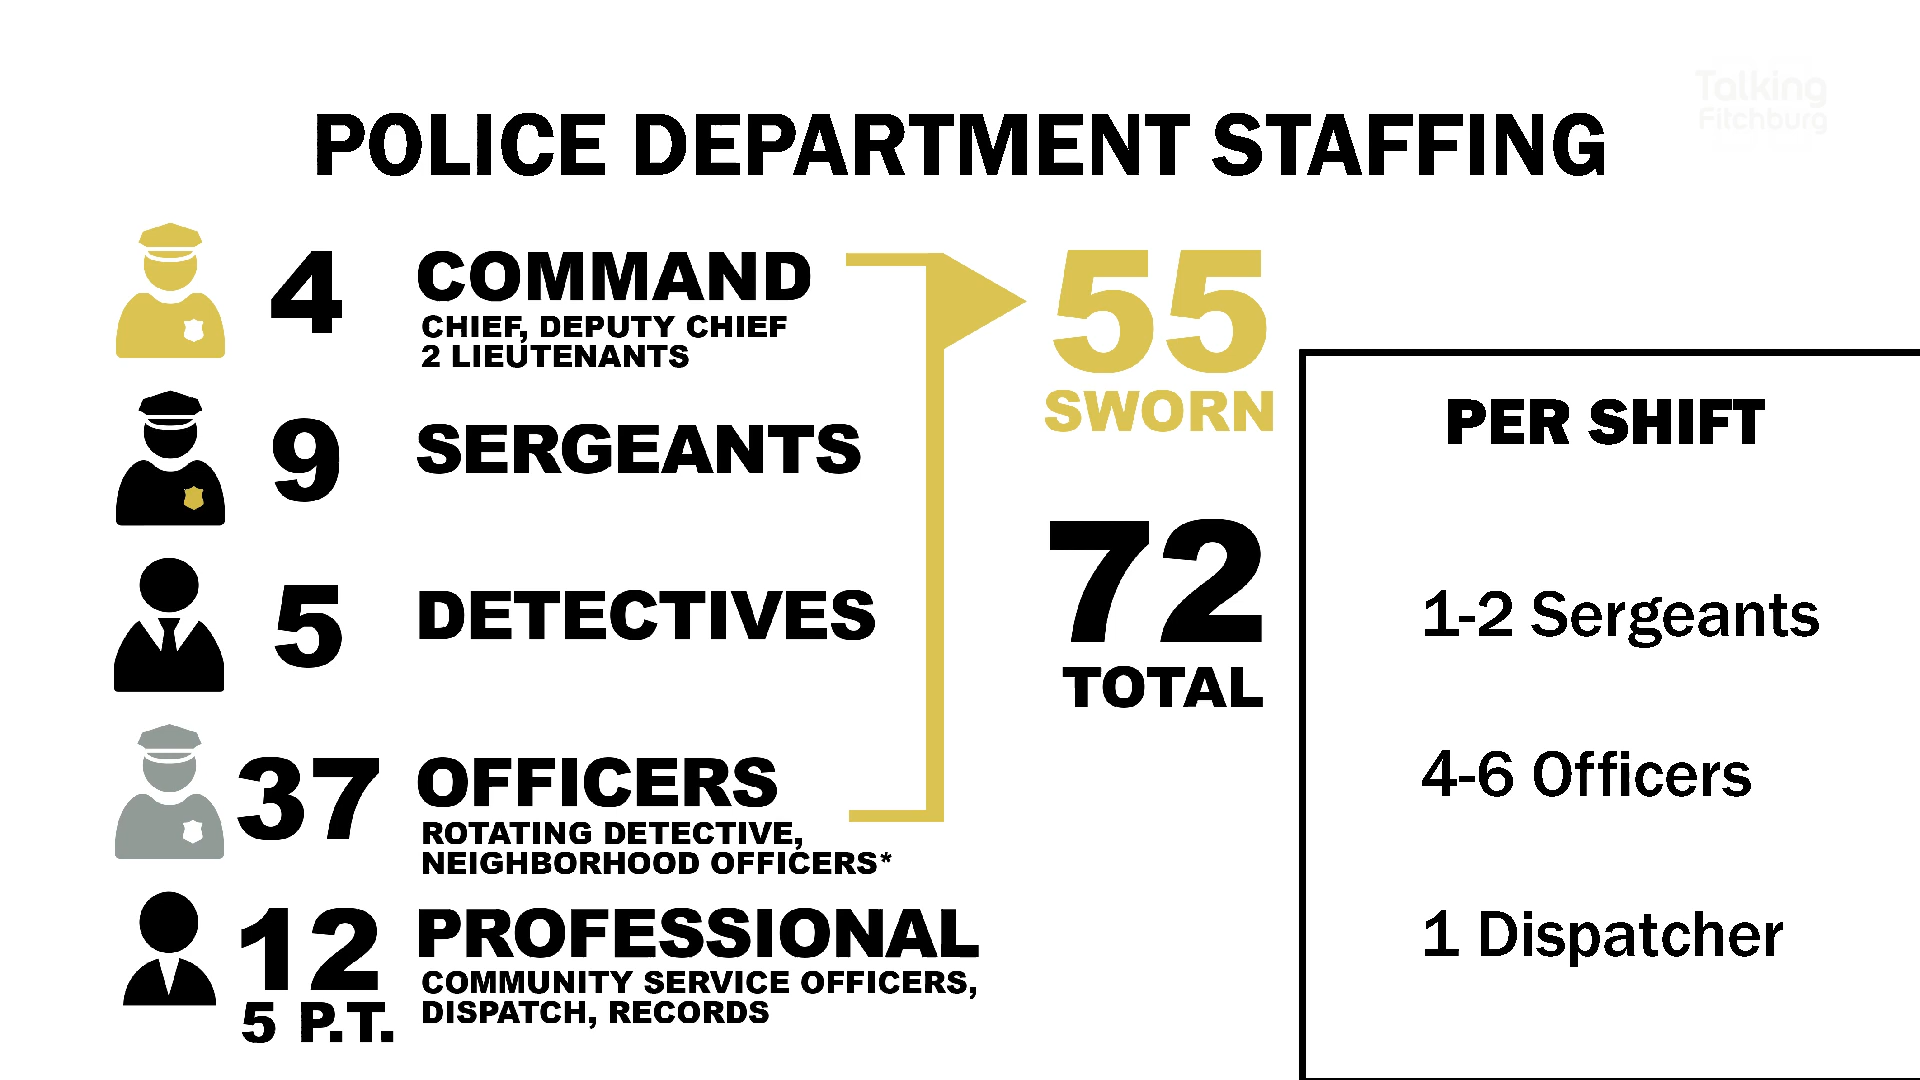 Talking
Fitchburg
POLICE DEPARTMENT STAFFING
4 COMMAND
CHIEF, DEPUTY CHIEF
2 LIEUTENANTS
9 SERGEANTS
5 DETECTIVES
37 OFFICERS
ROTATING DETECTIVE,
NEIGHBORHOOD OFFICERS*
12 PROFESSIONAL
5 P.T.
COMMUNITY SERVICE OFFICERS,
DISPATCH, RECORDS
55
SWORN
72
TOTAL
PER SHIFT
1-2 Sergeants
4-6 Officers
1 Dispatcher